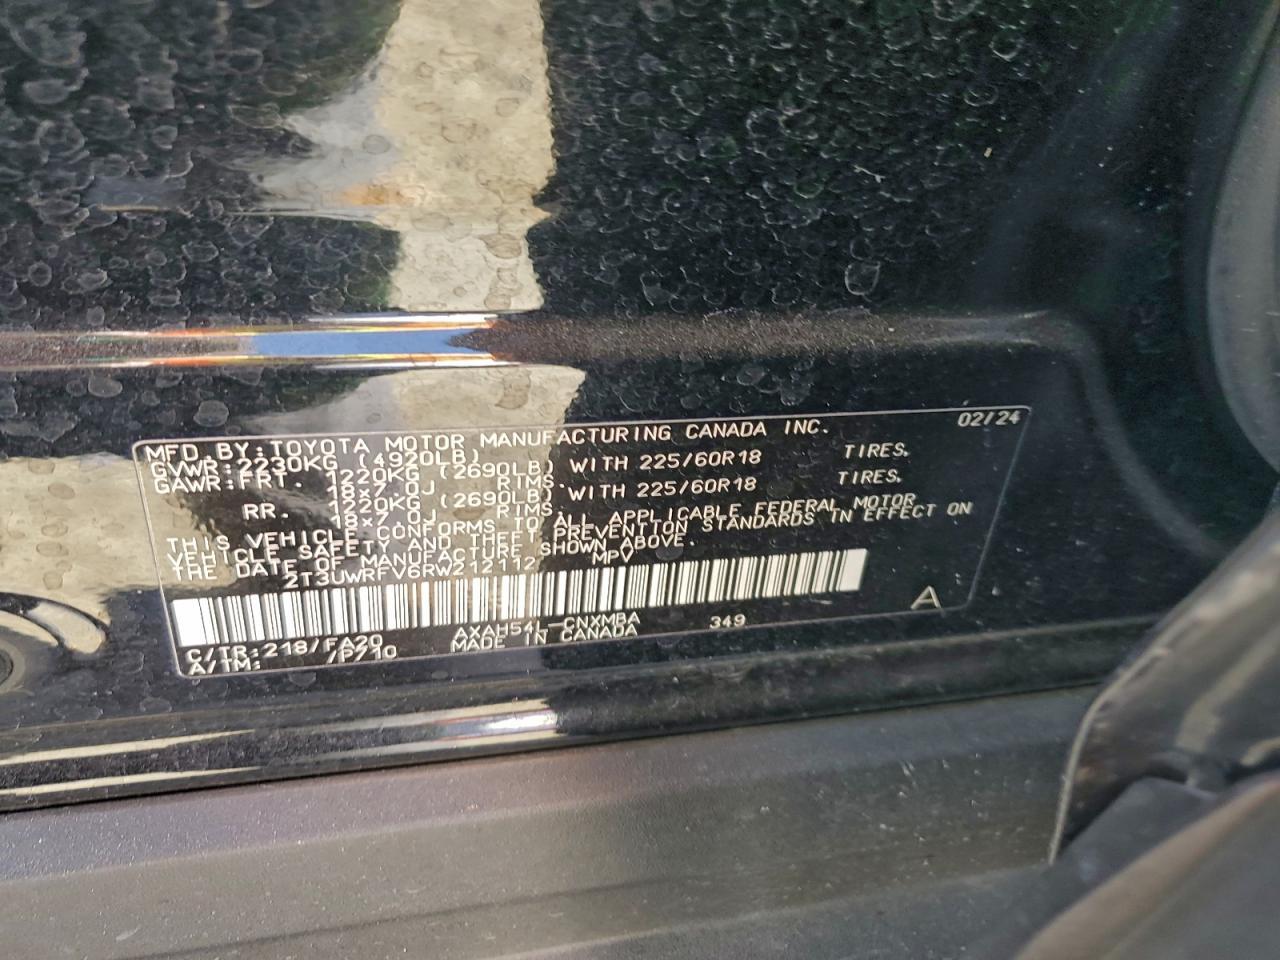 02/24
MFD.BY:TOYOTA MOTOR MANUFACTURING CANADA INC.
GVWR:2230KG (4920LB)
GAWR:FRT. 1220KG (2690LB) WITH 225/60R18 TIRES,
18x7.0J RIMS.
RR. 1220KG (2690LB) WITH 225/60R18 TIRES,
18x7.0J RIMS.
THIS VEHICLE CONFORMS TO ALL APPLICABLE FEDERAL MOTOR
VEHICLE SAFETY AND THEFT PREVENTION STANDARDS IN EFFECT ON
THE DATE OF MANUFACTURE SHOWN ABOVE.
2T3UWRFV6RW212112 MPV
C/TR:218/FA20 AXAH54L-CNXMBA 349 A
A/TM: /P710 MADE IN CANADA